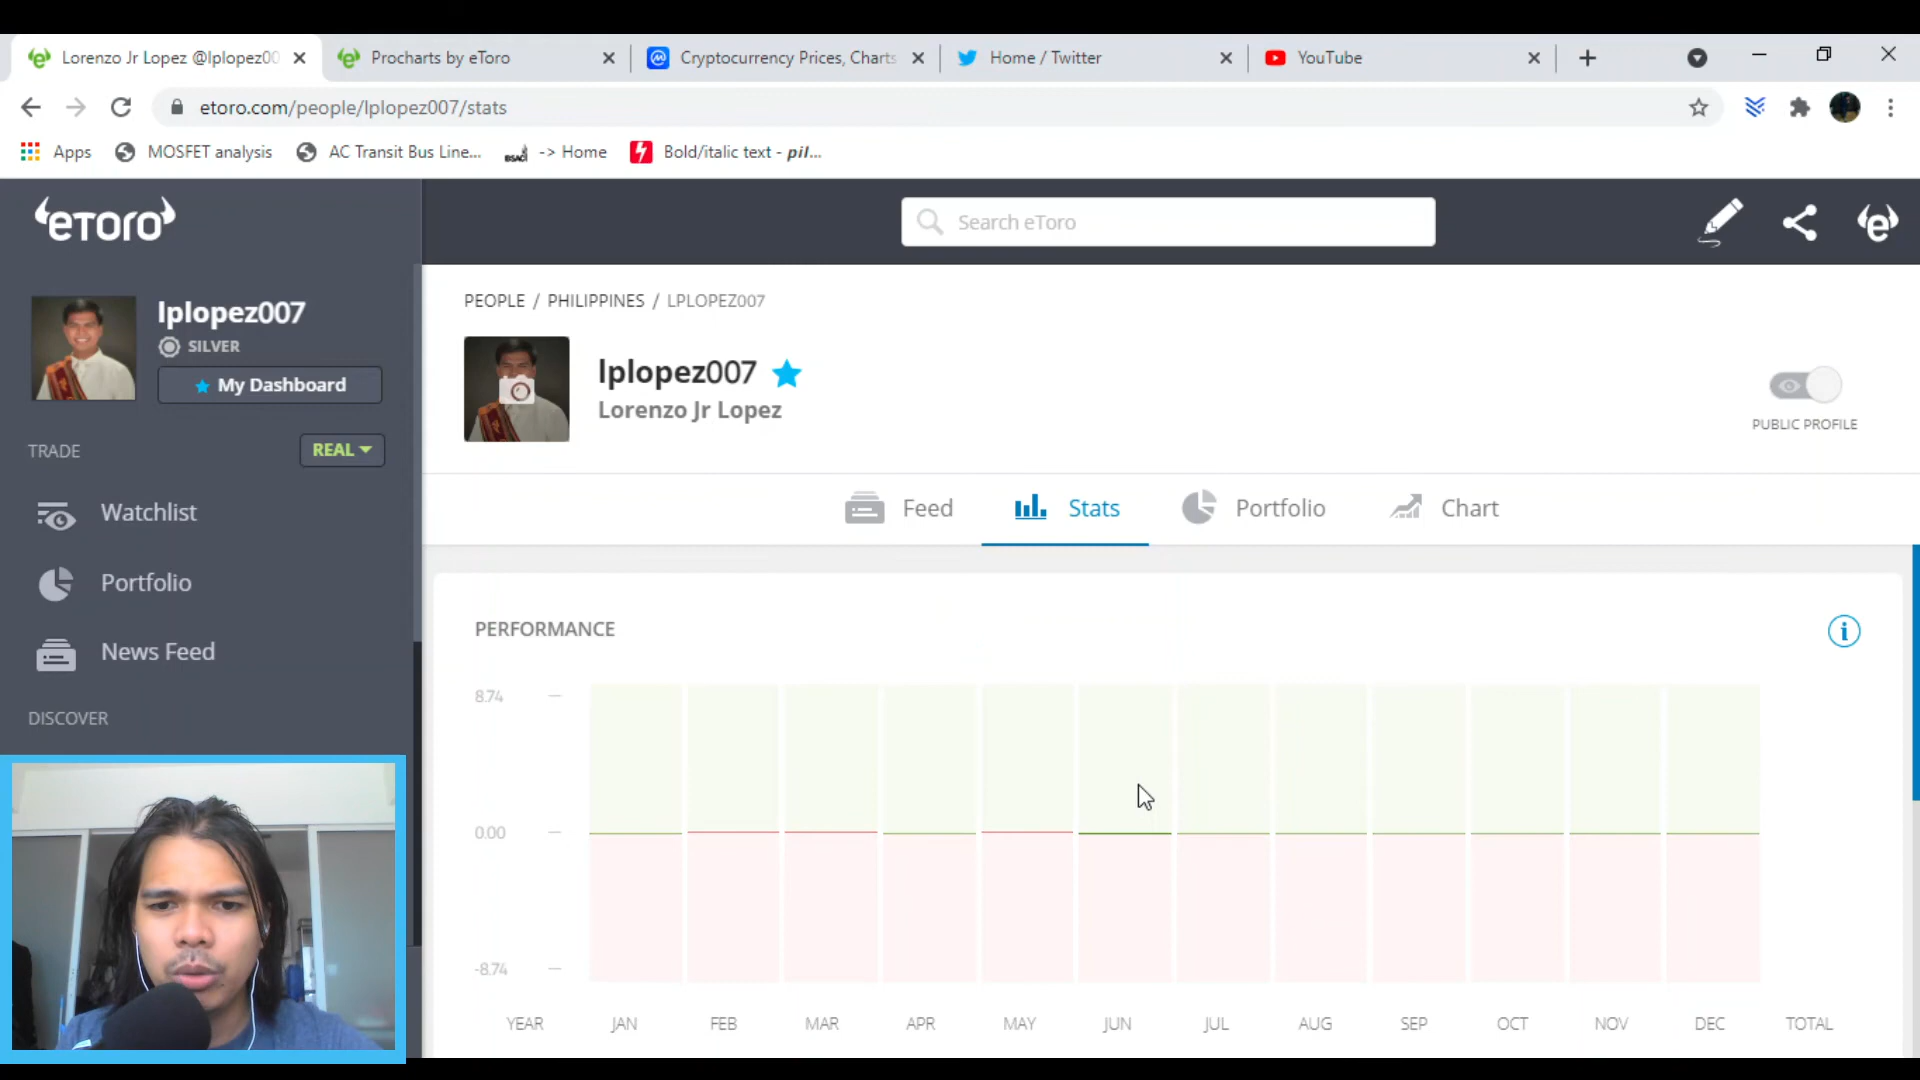 Lorenzo Jr Lopez @lplopez00
Procharts by eToro
Cryptocurrency Prices, Charts
Home / Twitter
YouTube
etoro.com/people/lplopez007/stats
Apps
MOSFET analysis
AC Transit Bus Line...
BSAC
-> Home
Bold/italic text - pil...
eToro
Search eToro
lplopez007
SILVER
My Dashboard
TRADE
REAL
Watchlist
Portfolio
News Feed
DISCOVER
PEOPLE / PHILIPPINES / LPLOPEZ007
lplopez007
Lorenzo Jr Lopez
PUBLIC PROFILE
Feed
Stats
Portfolio
Chart
PERFORMANCE
8.74
0.00
-8.74
YEAR JAN FEB MAR APR MAY JUN JUL AUG SEP OCT NOV DEC TOTAL